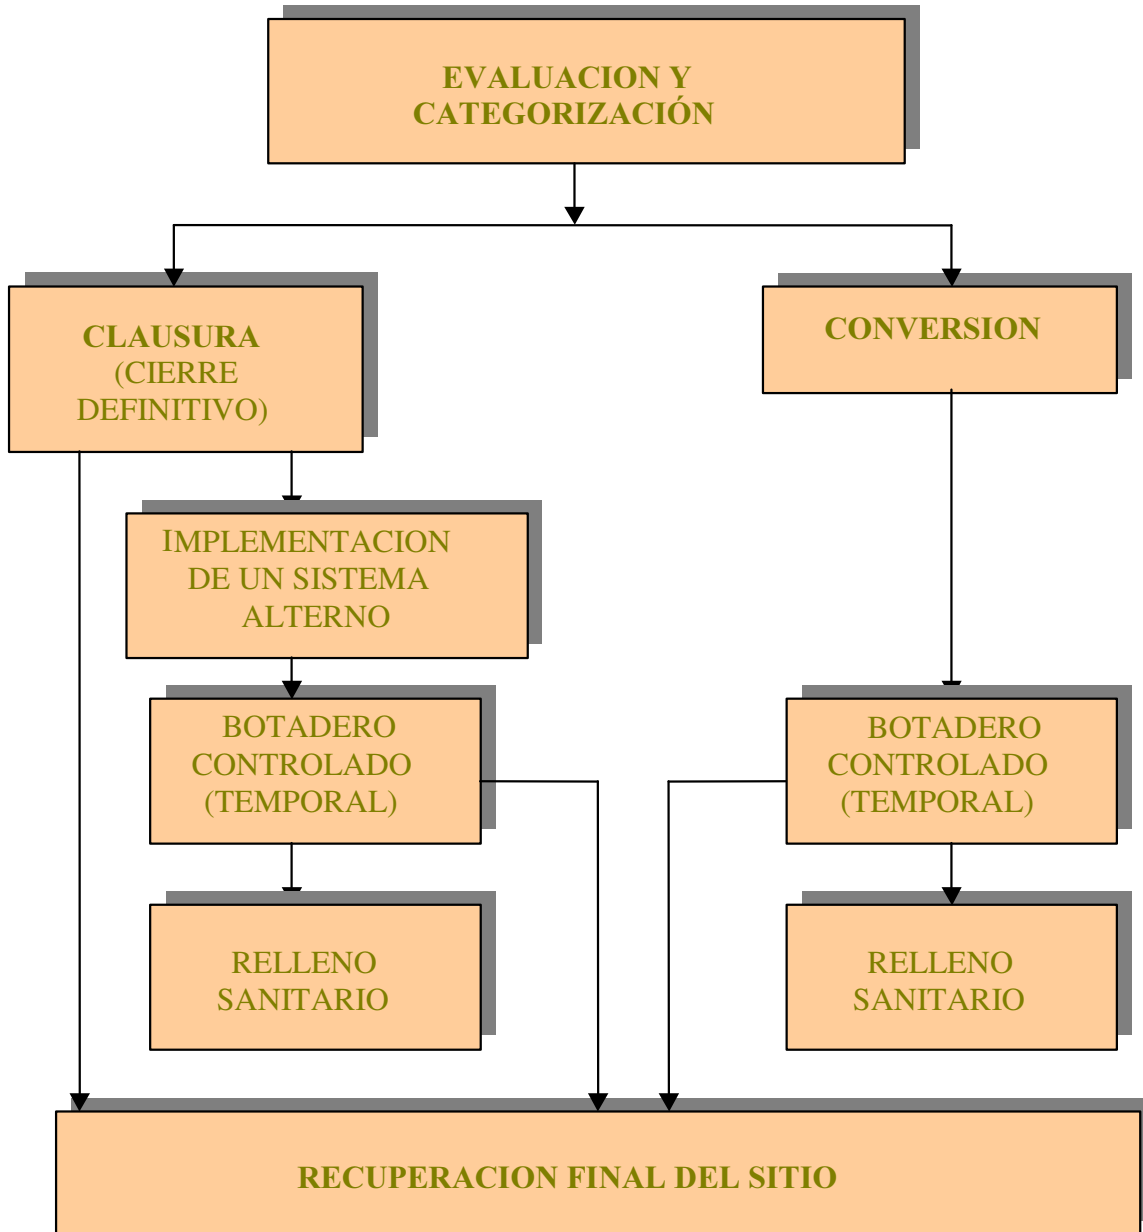 EVALUACION Y
CATEGORIZACIÓN
CLAUSURA
(CIERRE
DEFINITIVO)
CONVERSION
IMPLEMENTACION
DE UN SISTEMA
ALTERNO
BOTADERO
CONTROLADO
(TEMPORAL)
BOTADERO
CONTROLADO
(TEMPORAL)
RELLENO
SANITARIO
RELLENO
SANITARIO
RECUPERACION FINAL DEL SITIO